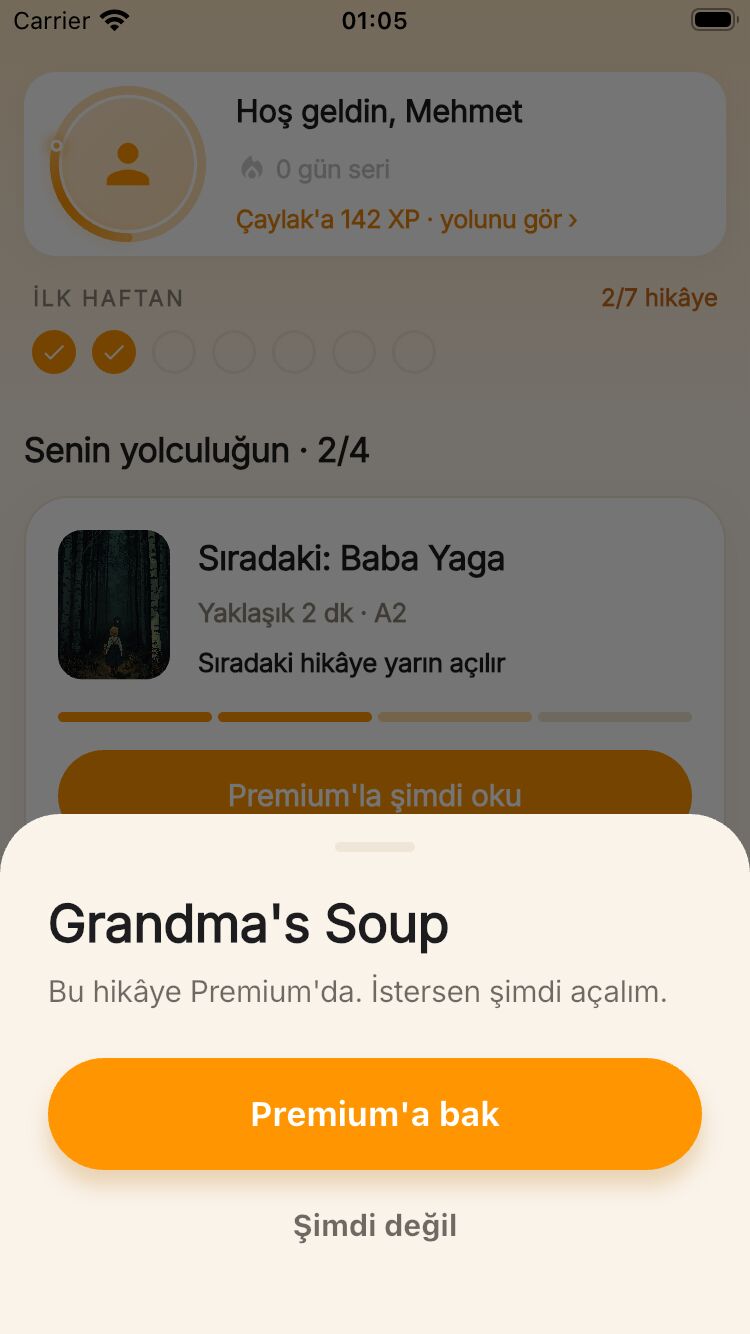 Carrier 01:05
Hoş geldin, Mehmet
0 gün seri
Çaylak'a 142 XP · yolunu gör ›
İLK HAFTAN 2/7 hikâye
Senin yolculuğun · 2/4
Sıradaki: Baba Yaga
Yaklaşık 2 dk · A2
Sıradaki hikâye yarın açılır
Premium'la şimdi oku
Grandma's Soup
Bu hikâye Premium'da. İstersen şimdi açalım.
Premium'a bak
Şimdi değil